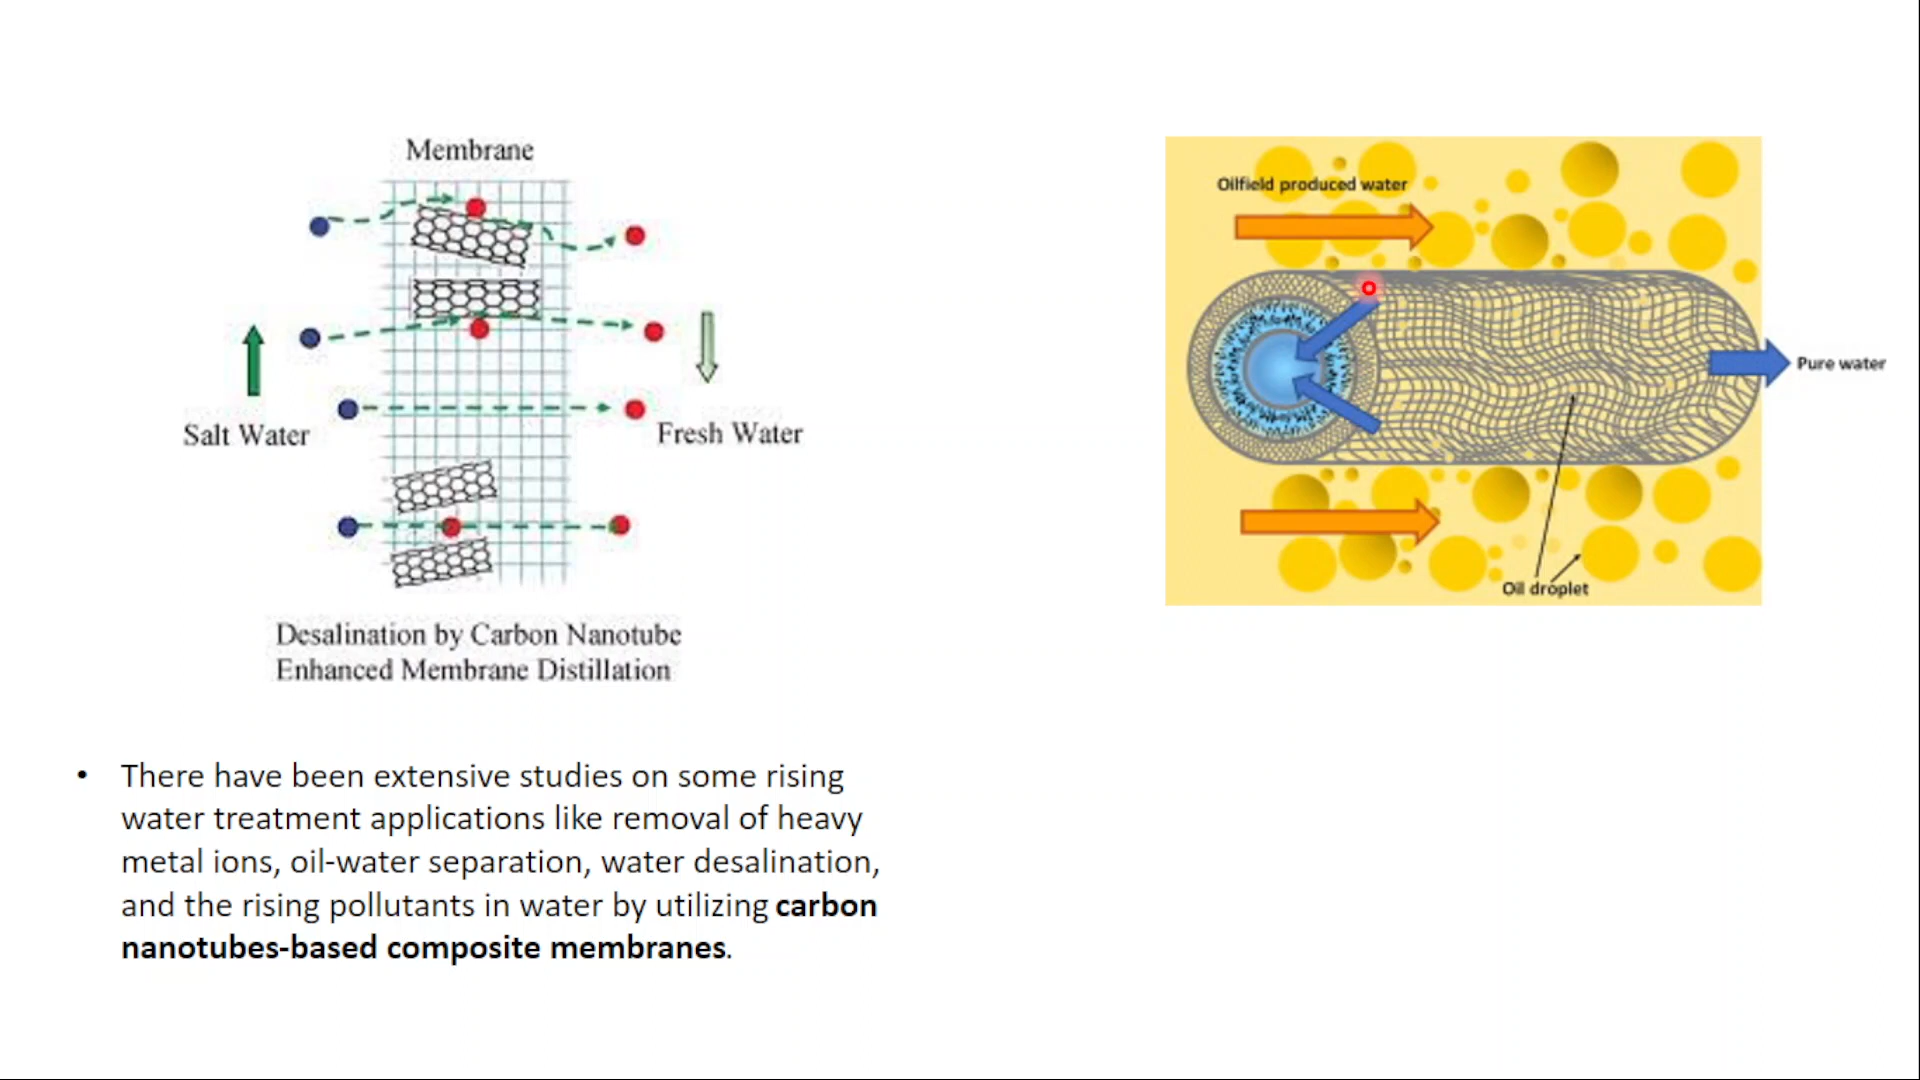 Membrane
Salt Water
Fresh Water
Desalination by Carbon Nanotube
Enhanced Membrane Distillation
Oilfield produced water
Pure water
Oil droplet
• There have been extensive studies on some rising
water treatment applications like removal of heavy
metal ions, oil-water separation, water desalination,
and the rising pollutants in water by utilizing carbon
nanotubes-based composite membranes.